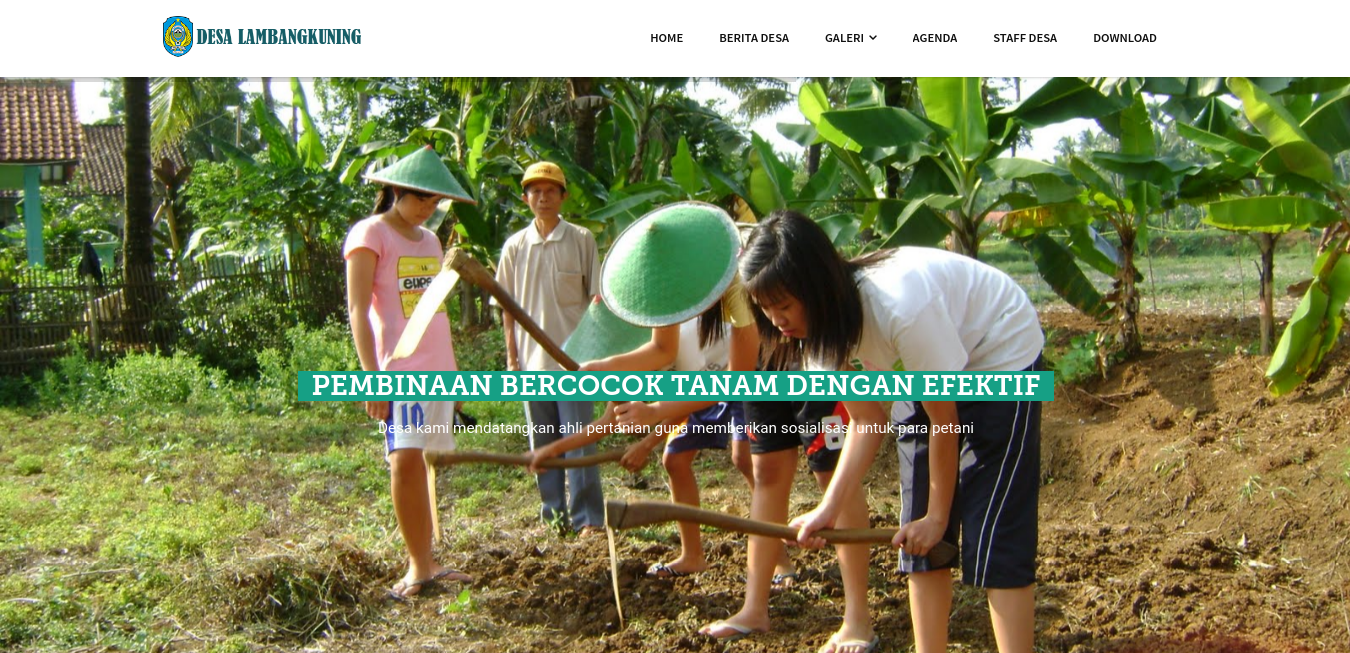 DESA LAMBANGKUNING
HOME BERITA DESA GALERI AGENDA STAFF DESA DOWNLOAD
PEMBINAAN BERCOCOK TANAM DENGAN EFEKTIF
Desa kami mendatangkan ahli pertanian guna memberikan sosialisasi untuk para petani